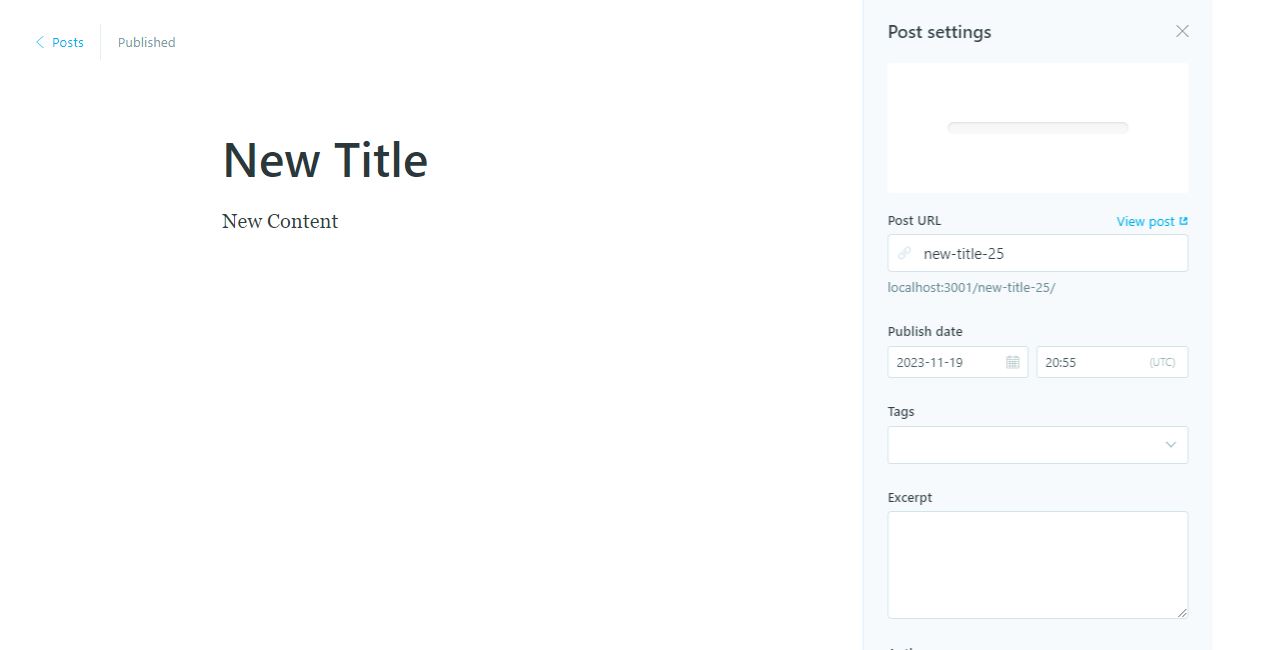 Posts
Published
New Title
New Content
Post settings
Post URL
View post
new-title-25
localhost:3001/new-title-25/
Publish date
2023-11-19
20:55
(UTC)
Tags
Excerpt